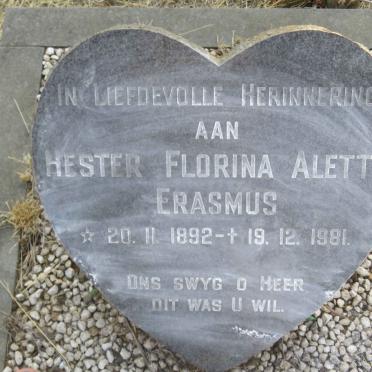 IN LIEFDEVOLLE HERINNERING
AAN
HESTER FLORINA ALETT
ERASMUS
☆ 20. 11. 1892 - † 19. 12. 1981.
ONS SWYG O HEER
DIT WAS U WIL.